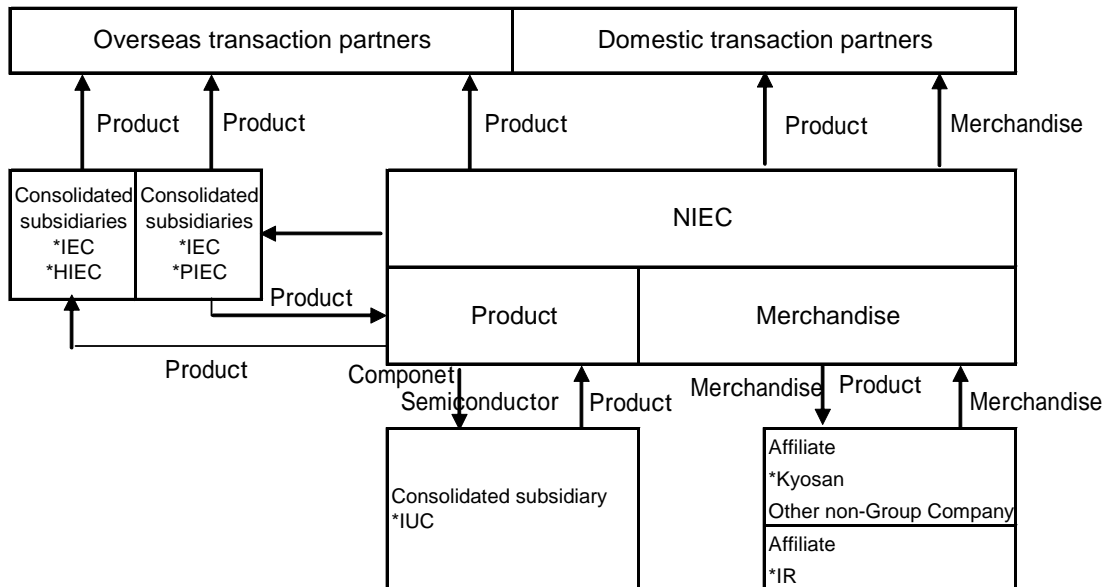 Overseas transaction partners
Domestic transaction partners
Product
Product
Product
Product
Merchandise
Consolidated
subsidiaries
*IEC
*HIEC
Consolidated
subsidiaries
*IEC
*PIEC
NIEC
Product
Product
Merchandise
Product
Componet
Semiconductor
Product
Merchandise
Product
Merchandise
Consolidated subsidiary
*IUC
Affiliate
*Kyosan
Other non-Group Company
Affiliate
*IR